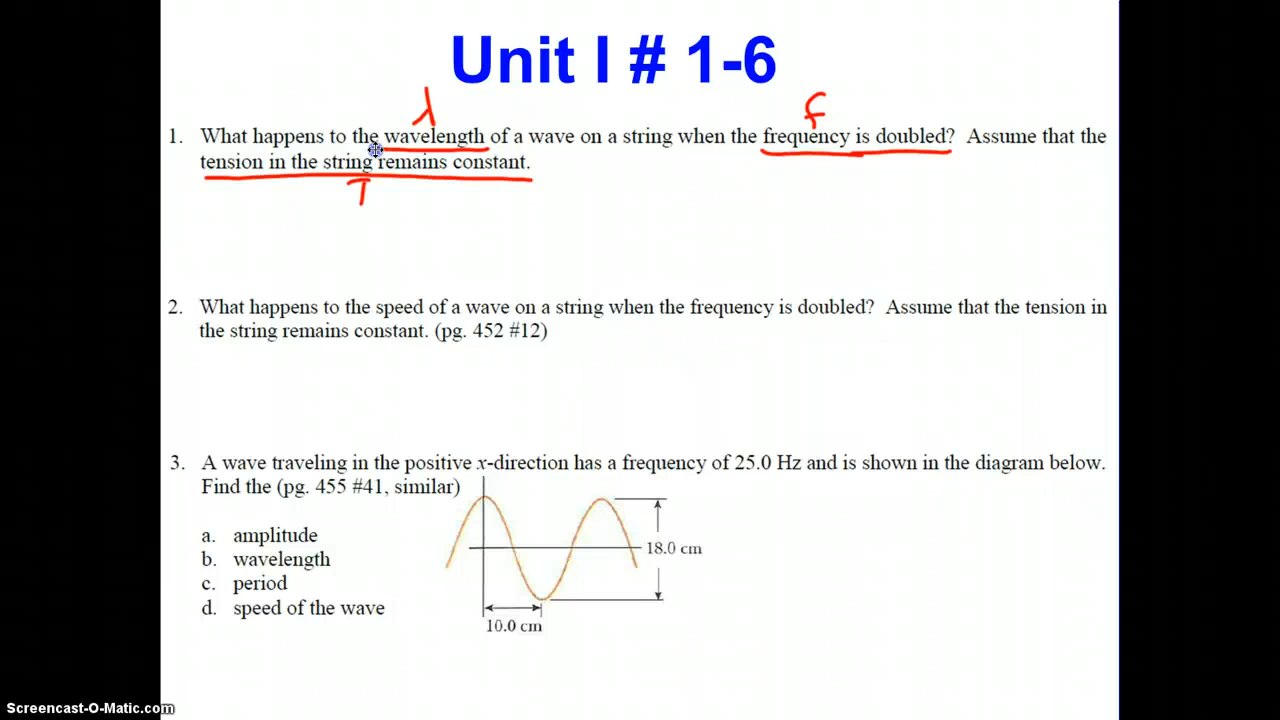 Unit I # 1-6
λ
f
1. What happens to the wavelength of a wave on a string when the frequency is doubled? Assume that the
tension in the string remains constant.
T
2. What happens to the speed of a wave on a string when the frequency is doubled? Assume that the tension in
the string remains constant. (pg. 452 #12)
3. A wave traveling in the positive x-direction has a frequency of 25.0 Hz and is shown in the diagram below.
Find the (pg. 455 #41, similar)
a. amplitude
b. wavelength
c. period
d. speed of the wave
18.0 cm
10.0 cm
Screencast-O-Matic.com